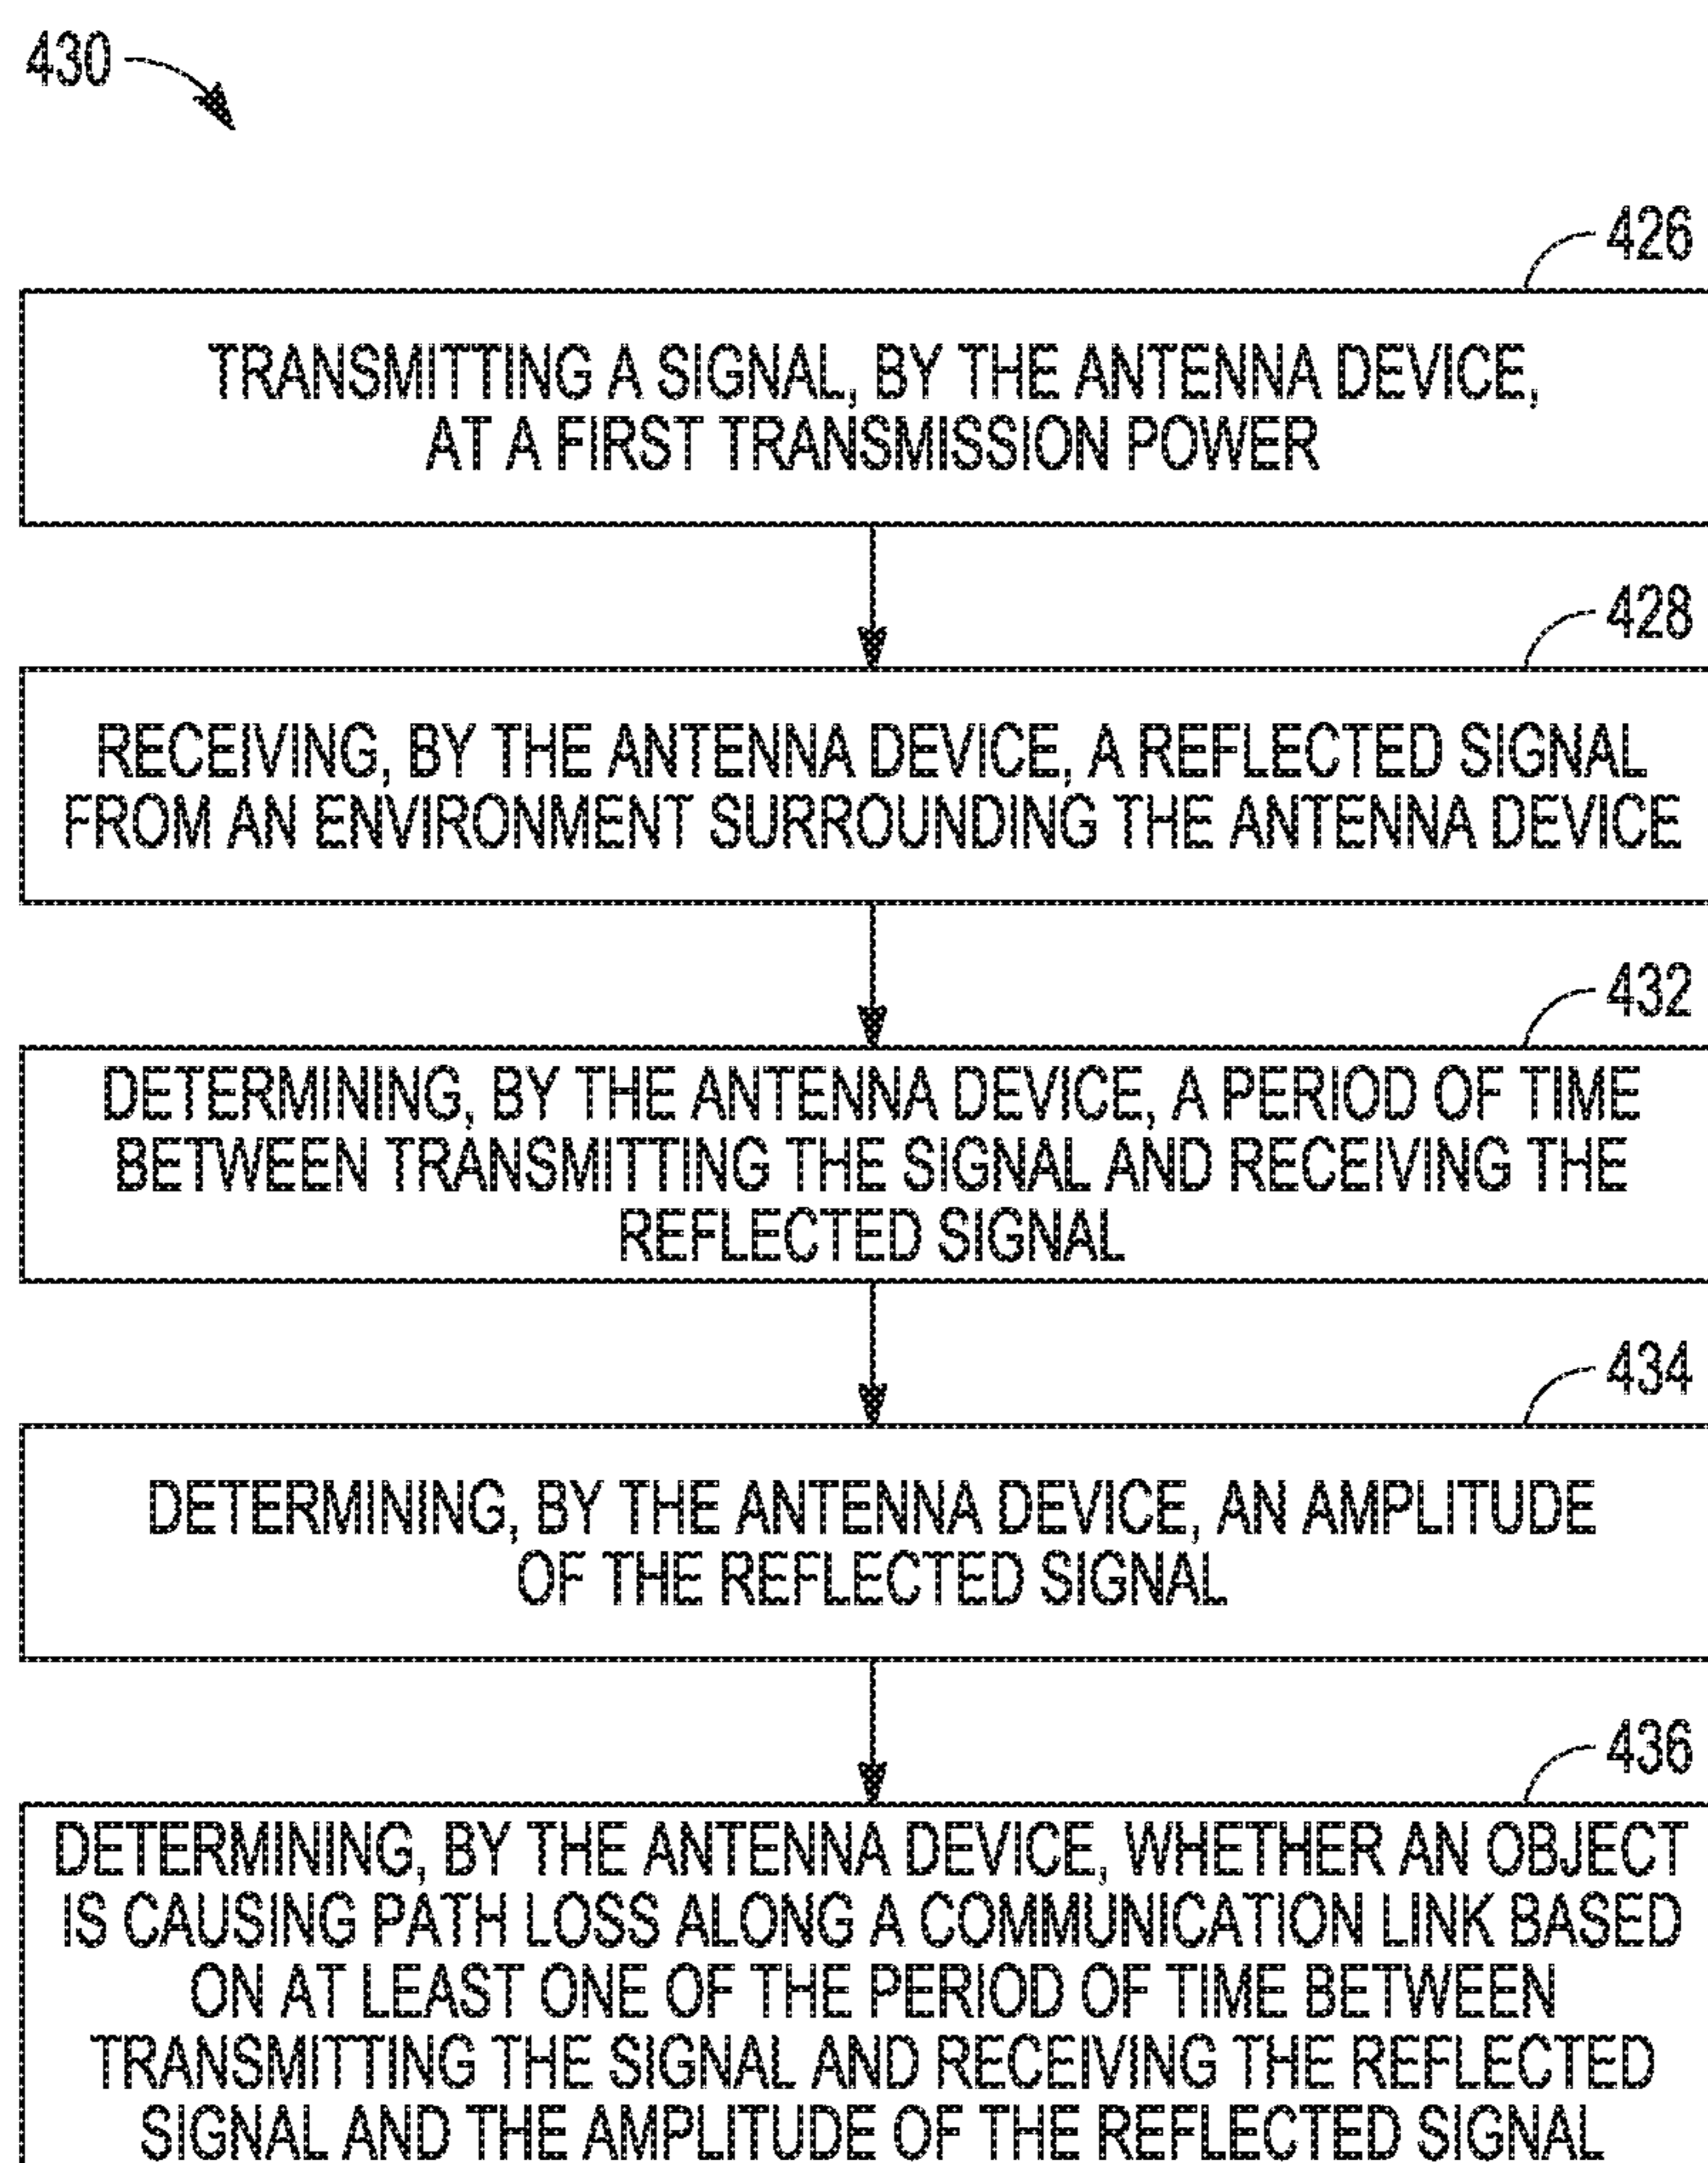 430
426
TRANSMITTING A SIGNAL, BY THE ANTENNA DEVICE,
AT A FIRST TRANSMISSION POWER
428
RECEIVING, BY THE ANTENNA DEVICE, A REFLECTED SIGNAL
FROM AN ENVIRONMENT SURROUNDING THE ANTENNA DEVICE
432
DETERMINING, BY THE ANTENNA DEVICE, A PERIOD OF TIME
BETWEEN TRANSMITTING THE SIGNAL AND RECEIVING THE
REFLECTED SIGNAL
434
DETERMINING, BY THE ANTENNA DEVICE, AN AMPLITUDE
OF THE REFLECTED SIGNAL
436
DETERMINING, BY THE ANTENNA DEVICE, WHETHER AN OBJECT
IS CAUSING PATH LOSS ALONG A COMMUNICATION LINK BASED
ON AT LEAST ONE OF THE PERIOD OF TIME BETWEEN
TRANSMITTING THE SIGNAL AND RECEIVING THE REFLECTED
SIGNAL AND THE AMPLITUDE OF THE REFLECTED SIGNAL